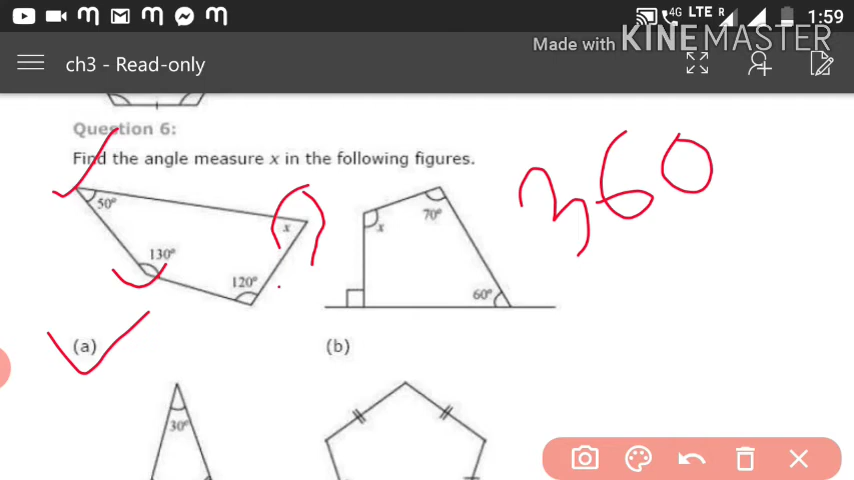 4G LTE R 1:59
Made with KINEMASTER
ch3 - Read-only
Question 6:
Find the angle measure x in the following figures.
360
50°
x
130°
120°
x
70°
60°
(a)
(b)
30°